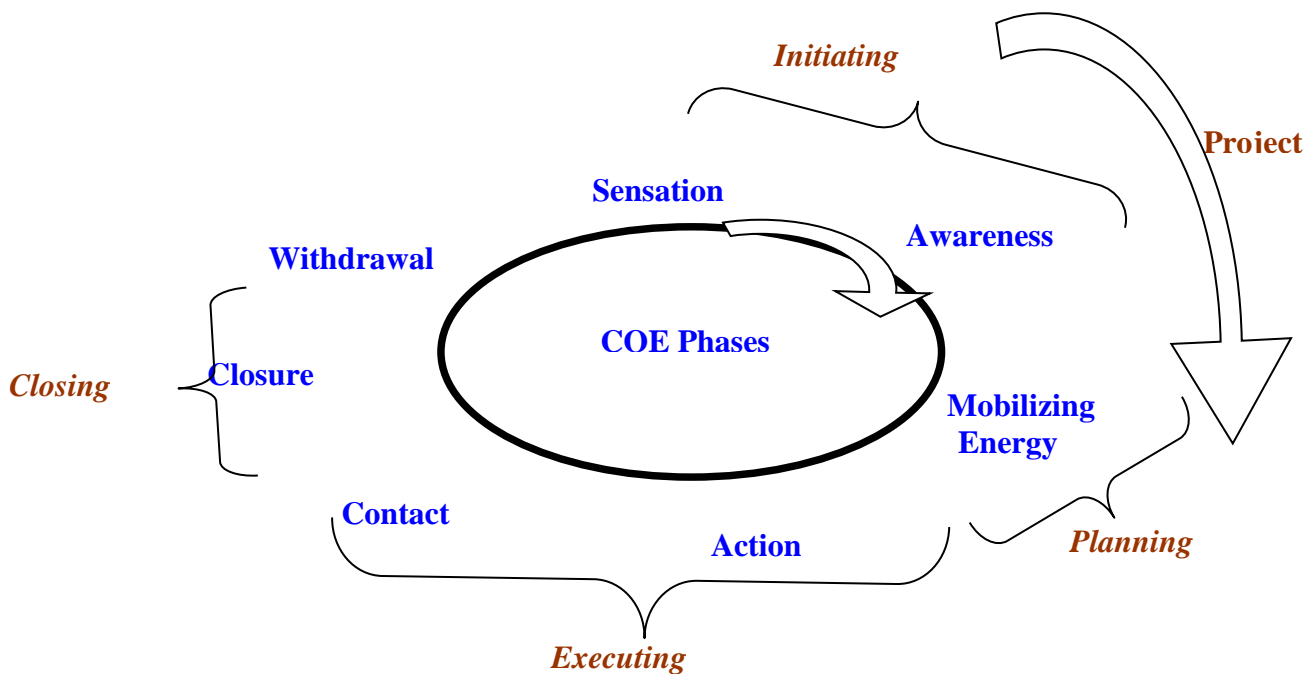 Initiating
Project
Sensation
Awareness
Withdrawal
COE Phases
Closure
Closing
Mobilizing
Energy
Contact
Action
Planning
Executing